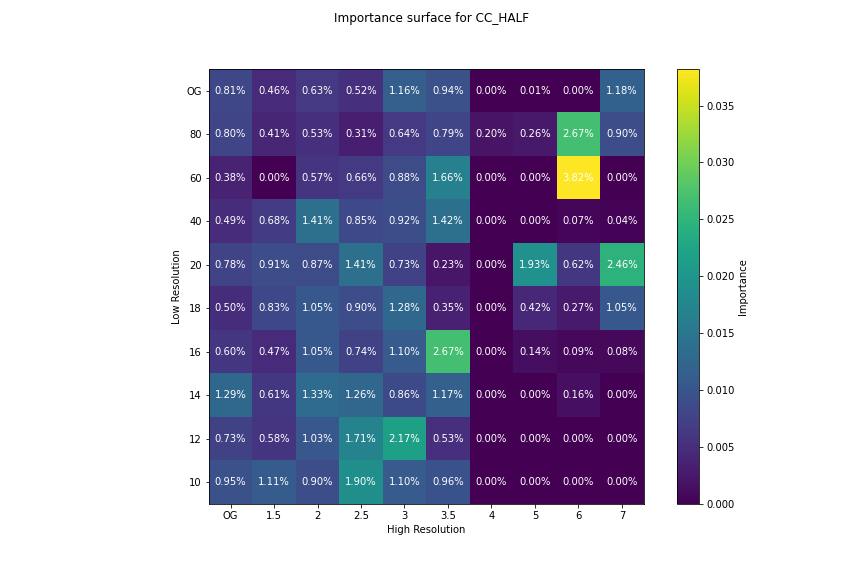 Importance surface for CC_HALF
OG 0.81% 0.46% 0.63% 0.52% 1.16% 0.94% 0.00% 0.01% 0.00% 1.18%
80 0.80% 0.41% 0.53% 0.31% 0.64% 0.79% 0.20% 0.26% 2.67% 0.90%
60 0.38% 0.00% 0.57% 0.66% 0.88% 1.66% 0.00% 0.00% 3.82% 0.00%
40 0.49% 0.68% 1.41% 0.85% 0.92% 1.42% 0.00% 0.00% 0.07% 0.04%
20 0.78% 0.91% 0.87% 1.41% 0.73% 0.23% 0.00% 1.93% 0.62% 2.46%
18 0.50% 0.83% 1.05% 0.90% 1.28% 0.35% 0.00% 0.42% 0.27% 1.05%
16 0.60% 0.47% 1.05% 0.74% 1.10% 2.67% 0.00% 0.14% 0.09% 0.08%
14 1.29% 0.61% 1.33% 1.26% 0.86% 1.17% 0.00% 0.00% 0.16% 0.00%
12 0.73% 0.58% 1.03% 1.71% 2.17% 0.53% 0.00% 0.00% 0.00% 0.00%
10 0.95% 1.11% 0.90% 1.90% 1.10% 0.96% 0.00% 0.00% 0.00% 0.00%
OG 1.5 2 2.5 3 3.5 4 5 6 7
High Resolution
Low Resolution
0.035
0.030
0.025
0.020
0.015
0.010
0.005
0.000
Importance